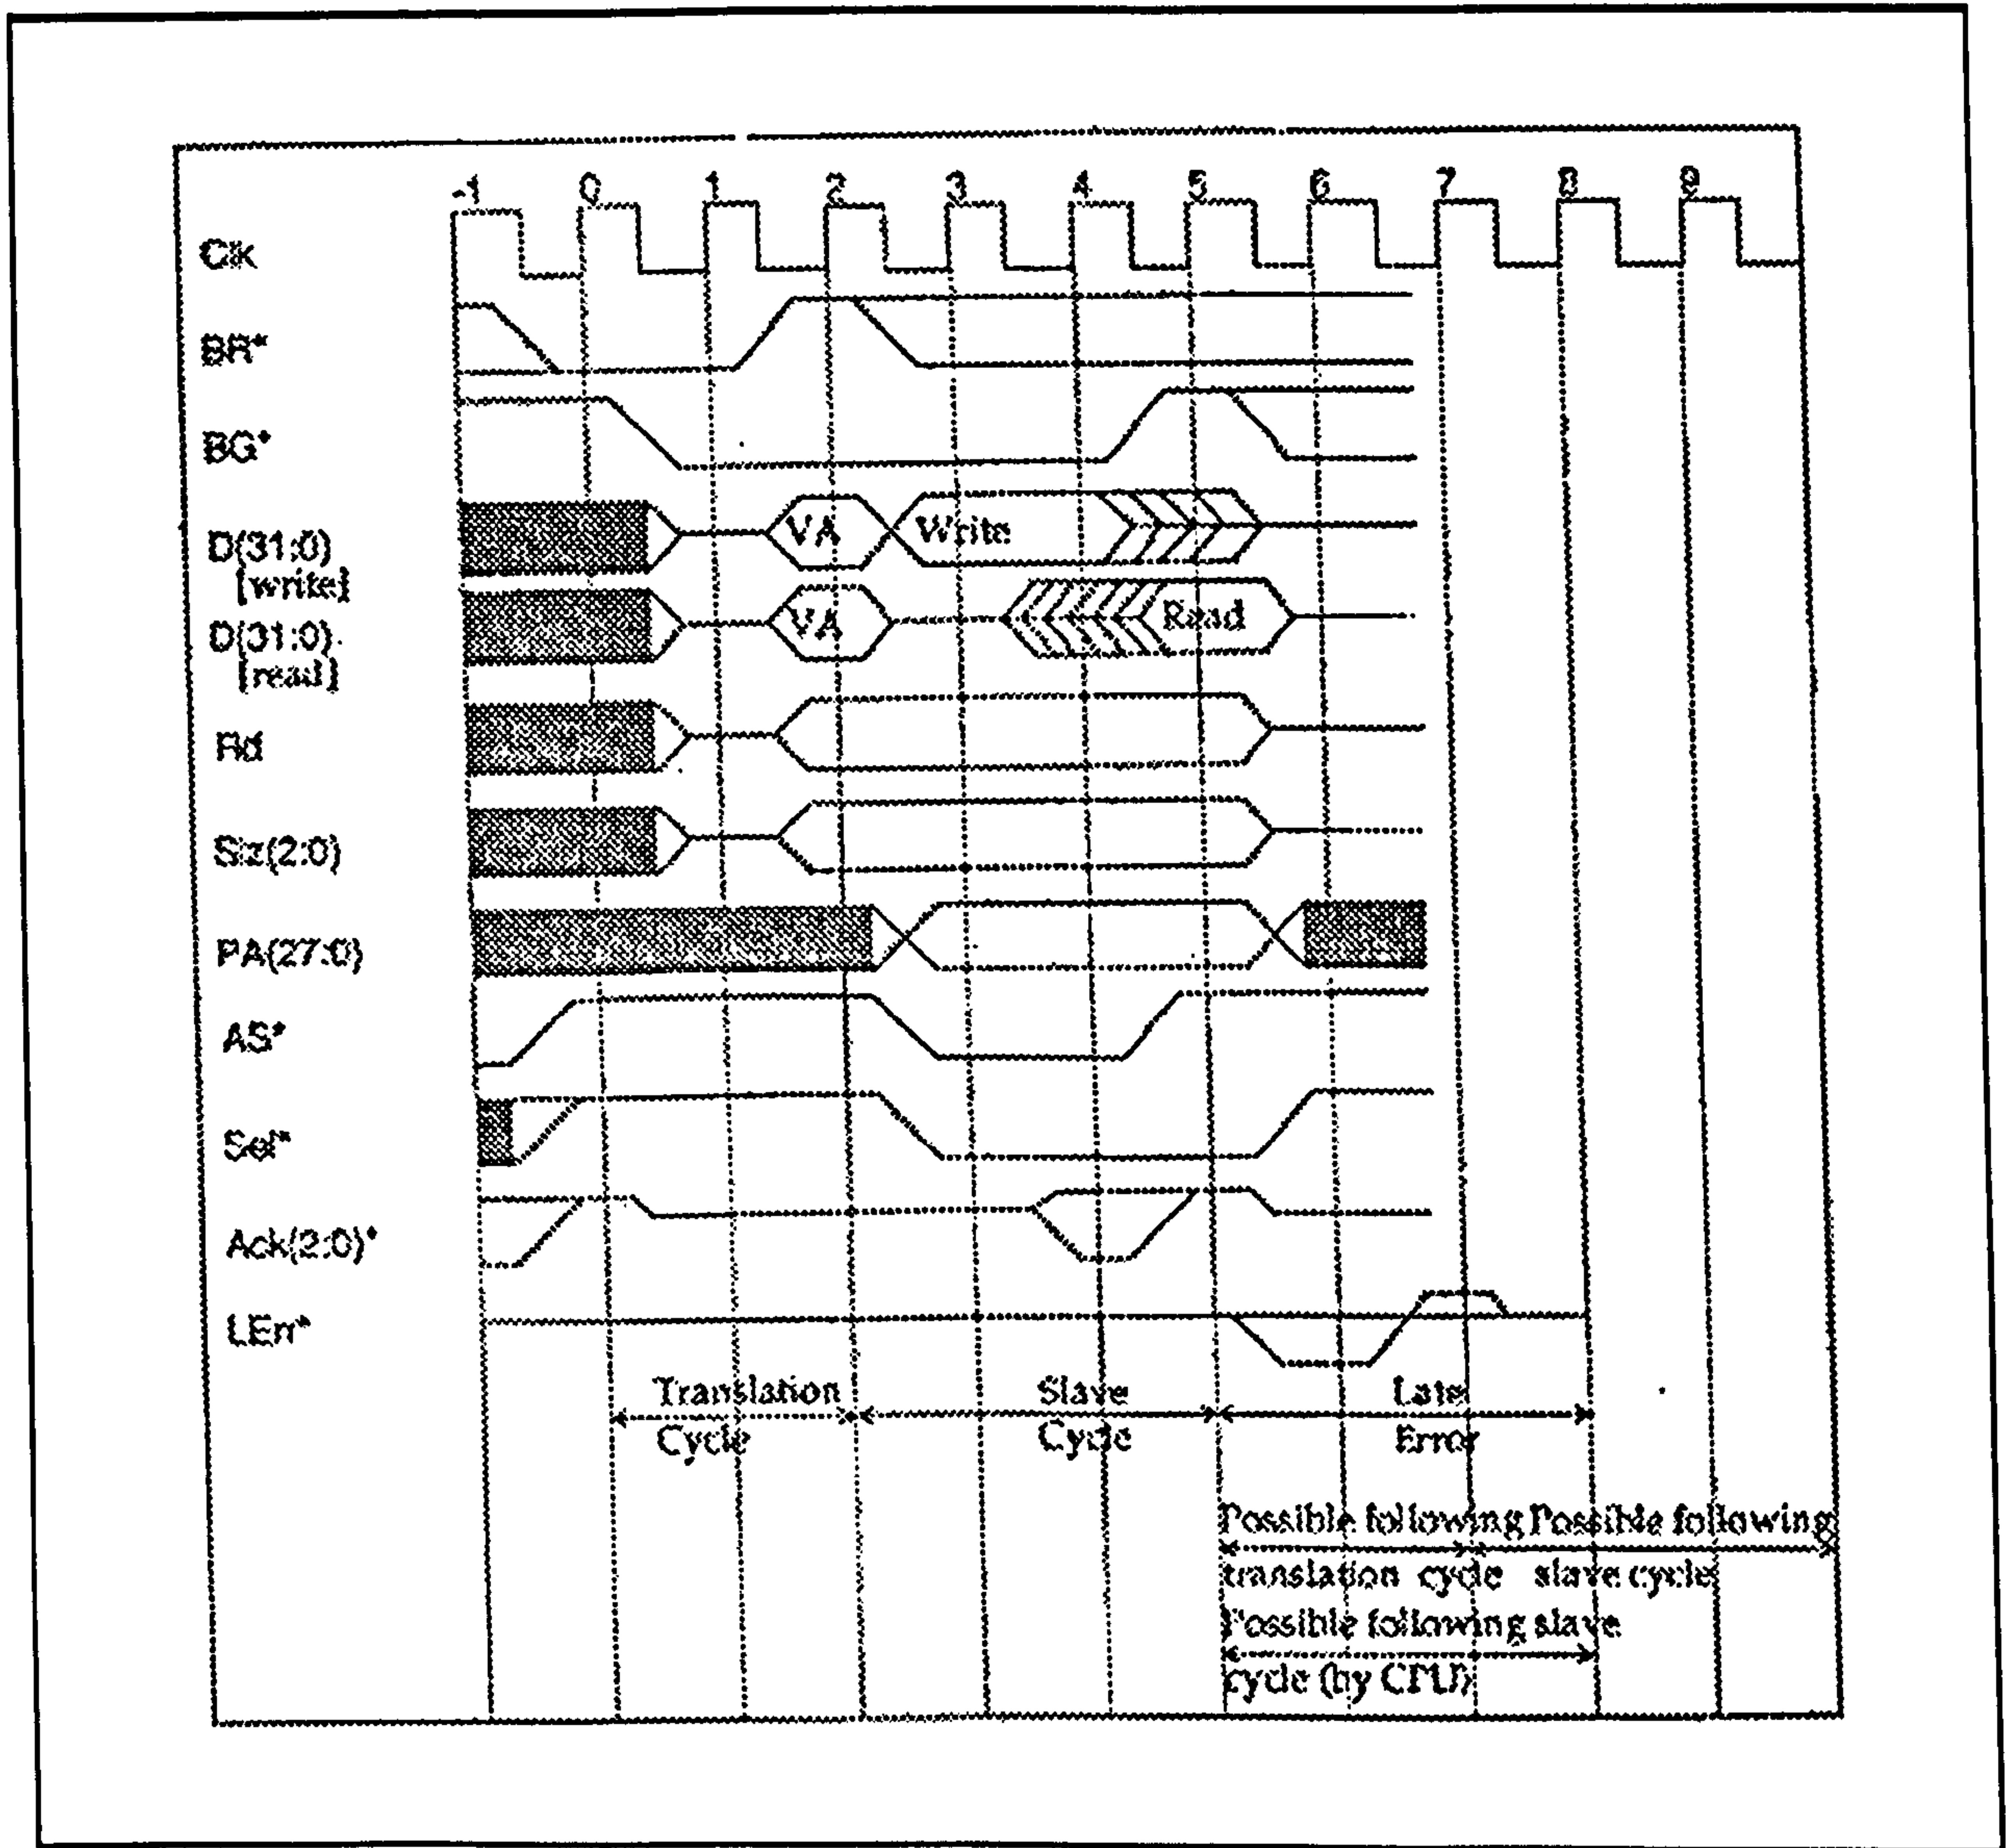 -1 0 1 2 3 4 5 6 7 8 9
Clk
BR*
BG*
D(31:0)
[write]
VA Write
D(31:0)
[read]
VA Read
Rd
Siz(2:0)
PA(27:0)
AS*
Sel*
Ack(2:0)*
LErr*
Translation Slave Late
Cycle Cycle Error
Possible following Possible following
translation cycle slave cycle
Possible following slave
cycle (by CPU)